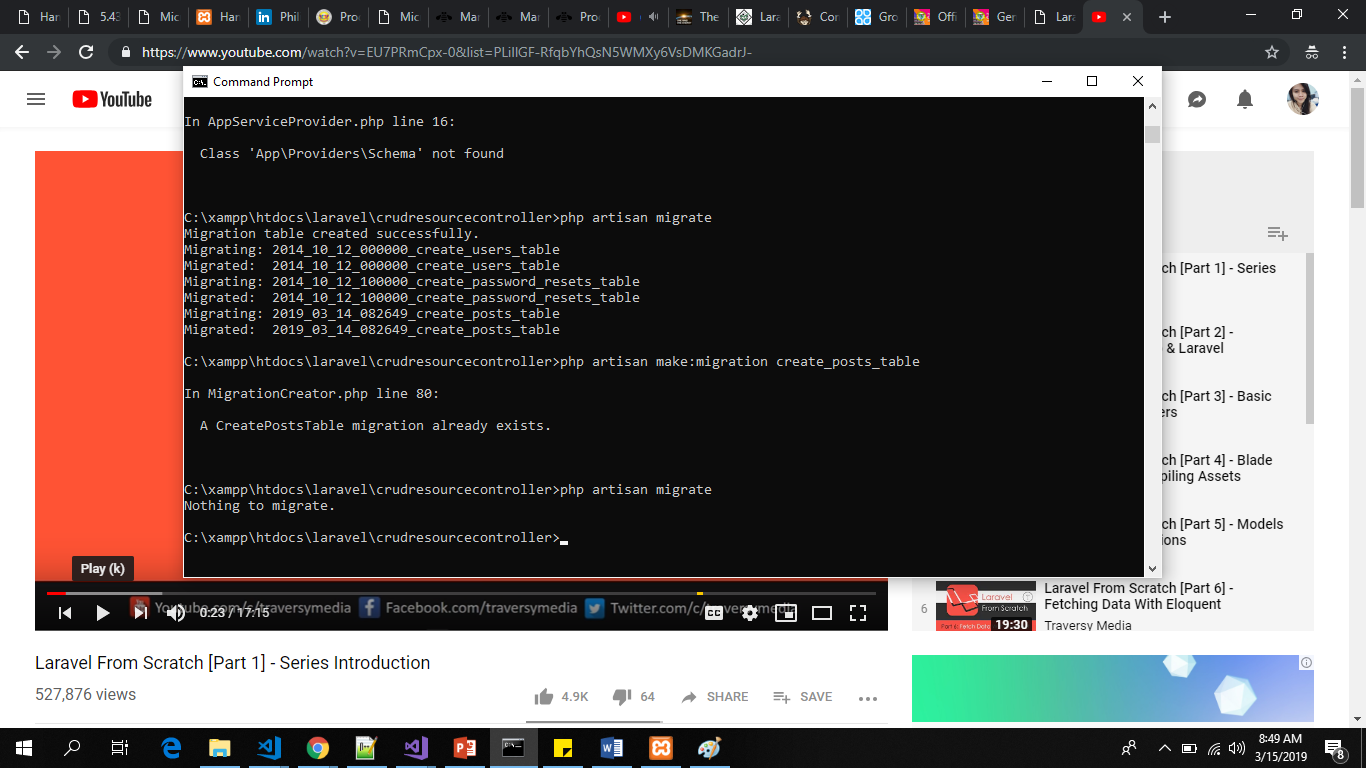 Har
5.43
Mic
Har
Phil
Pro
Mic
Mar
Mar
Pro
The
Lara
Cor
Gro
Offi
Ger
Lara
https://www.youtube.com/watch?v=EU7PRmCpx-0&list=PLillGF-RfqbYhQsN5WMXy6VsDMKGadrJ-
Command Prompt
YouTube
In AppServiceProvider.php line 16:
Class 'App\Providers\Schema' not found
C:\xampp\htdocs\laravel\crudresourcecontroller>php artisan migrate
Migration table created successfully.
Migrating: 2014_10_12_000000_create_users_table
Migrated:  2014_10_12_000000_create_users_table
Migrating: 2014_10_12_100000_create_password_resets_table
Migrated:  2014_10_12_100000_create_password_resets_table
Migrating: 2019_03_14_082649_create_posts_table
Migrated:  2019_03_14_082649_create_posts_table
C:\xampp\htdocs\laravel\crudresourcecontroller>php artisan make:migration create_posts_table
In MigrationCreator.php line 80:
A CreatePostsTable migration already exists.
C:\xampp\htdocs\laravel\crudresourcecontroller>php artisan migrate
Nothing to migrate.
C:\xampp\htdocs\laravel\crudresourcecontroller>
ch [Part 1] - Series
ch [Part 2] -
& Laravel
ch [Part 3] - Basic
ers
ch [Part 4] - Blade
piling Assets
ch [Part 5] - Models
ions
6
Laravel
From Scratch
19:30
Laravel From Scratch [Part 6] -
Fetching Data With Eloquent
Traversy Media
Play (k)
Youtube.com/traversymedia
Facebook.com/traversymedia
Twitter.com/traversymedia
0:23 / 17:15
CC
Laravel From Scratch [Part 1] - Series Introduction
527,876 views
4.9K
64
SHARE
SAVE
8:49 AM
3/15/2019
8